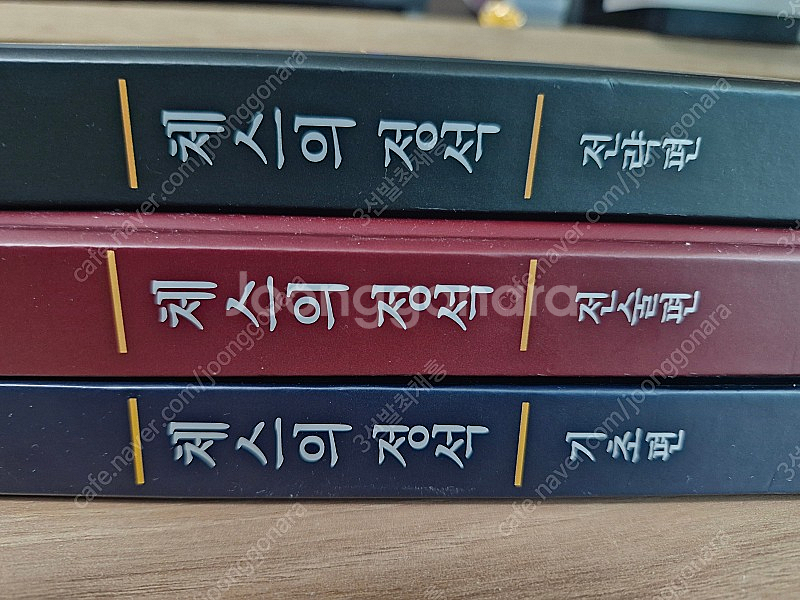 체스의 정석 전략편
체스의 정석 전술편
체스의 정석 기초편
joonggonara
cafe.naver.com/joonggonara